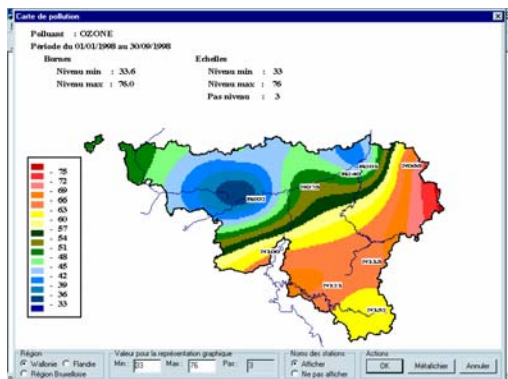 Carte de pollution
Polluant : OZONE
Période du 01/01/1998 au 30/09/1998
Bornes Echelles
Niveau min : 33.6 Niveau min : 33
Niveau max : 76.0 Niveau max : 76
Pas niveau : 3
- 75
- 72
- 69
- 66
- 63
- 60
- 57
- 54
- 51
- 48
- 45
- 42
- 39
- 36
- 33
Région Valeur pour la représentation graphique Noms des stations Actions
Wallonie Flandre Min : 33 Max : 76 Pas : 3 Afficher OK Métafichier Annuler
Région Bruxelloise Ne pas afficher